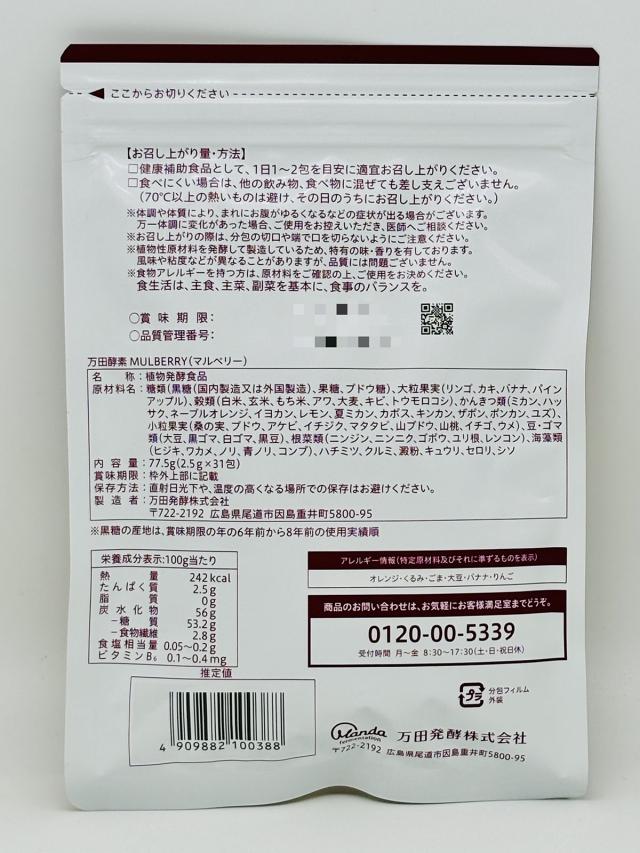 ここからお切りください
【お召し上がり量・方法】
□健康補助食品として、1日1～2包を目安に適宜お召し上がりください。
□食べにくい場合は、他の飲み物、食べ物に混ぜても差し支えございません。
（70℃以上の熱いものは避け、その日のうちにお召し上がりください。）
※体調や体質により、まれにお腹がゆるくなるなどの症状が出る場合がございます。
万一体調に変化があった場合、ご使用をお控えいただき、医師へご相談ください。
※お召し上がりの際は、分包の切口や端で口を切らないようにご注意ください。
※植物性原材料を発酵して製造しているため、特有の味・香りを有しております。
風味や粘度などが異なることがありますが、品質には問題ございません。
※食物アレルギーを持つ方は、原材料をご確認の上、ご使用をお決めください。
食生活は、主食、主菜、副菜を基本に、食事のバランスを。
○賞味期限：
○品質管理番号：
万田酵素 MULBERRY（マルベリー）
名称：植物発酵食品
原材料名：糖類（黒糖（国内製造又は外国製造）、果糖、ブドウ糖）、大粒果実（リンゴ、カキ、バナナ、パイン
アップル）、穀類（白米、玄米、もち米、アワ、大麦、キビ、トウモロコシ）、かんきつ類（ミカン、ハッ
サク、ネーブルオレンジ、イヨカン、レモン、夏ミカン、カボス、キンカン、ザボン、ポンカン、ユズ）、
小粒果実（桑の実、ブドウ、アケビ、イチジク、マタタビ、山ブドウ、山桃、イチゴ、ウメ）、豆・ゴマ
類（大豆、黒ゴマ、白ゴマ、黒豆）、根菜類（ニンジン、ニンニク、ゴボウ、ユリ根、レンコン）、海藻類
（ヒジキ、ワカメ、ノリ、青ノリ、コンブ）、ハチミツ、クルミ、澱粉、キュウリ、セロリ、シソ
内容量：77.5g（2.5g×31包）
賞味期限：枠外上部に記載
保存方法：直射日光下や、温度の高くなる場所での保存はお避けください。
製造者：万田発酵株式会社
〒722-2192 広島県尾道市因島重井町5800-95
※黒糖の産地は、賞味期限の年の6年前から8年前の使用実績順
栄養成分表示：100g当たり
熱量 242kcal
たんぱく質 2.5g
脂質 0g
炭水化物 56g
－糖質 53.2g
－食物繊維 2.8g
食塩相当量 0.05～0.2g
ビタミンB₆ 0.1～0.4mg
推定値
アレルギー情報（特定原材料及びそれに準ずるものを表示）
オレンジ・くるみ・ごま・大豆・バナナ・りんご
商品のお問い合わせは、お気軽にお客様満足室までどうぞ。
0120-00-5339
受付時間 月～金 8:30～17:30（土・日・祝日休）
プラ
分包フィルム
外袋
4 909882 100388
Manda
fermentation
万田発酵株式会社
〒722-2192 広島県尾道市因島重井町5800-95